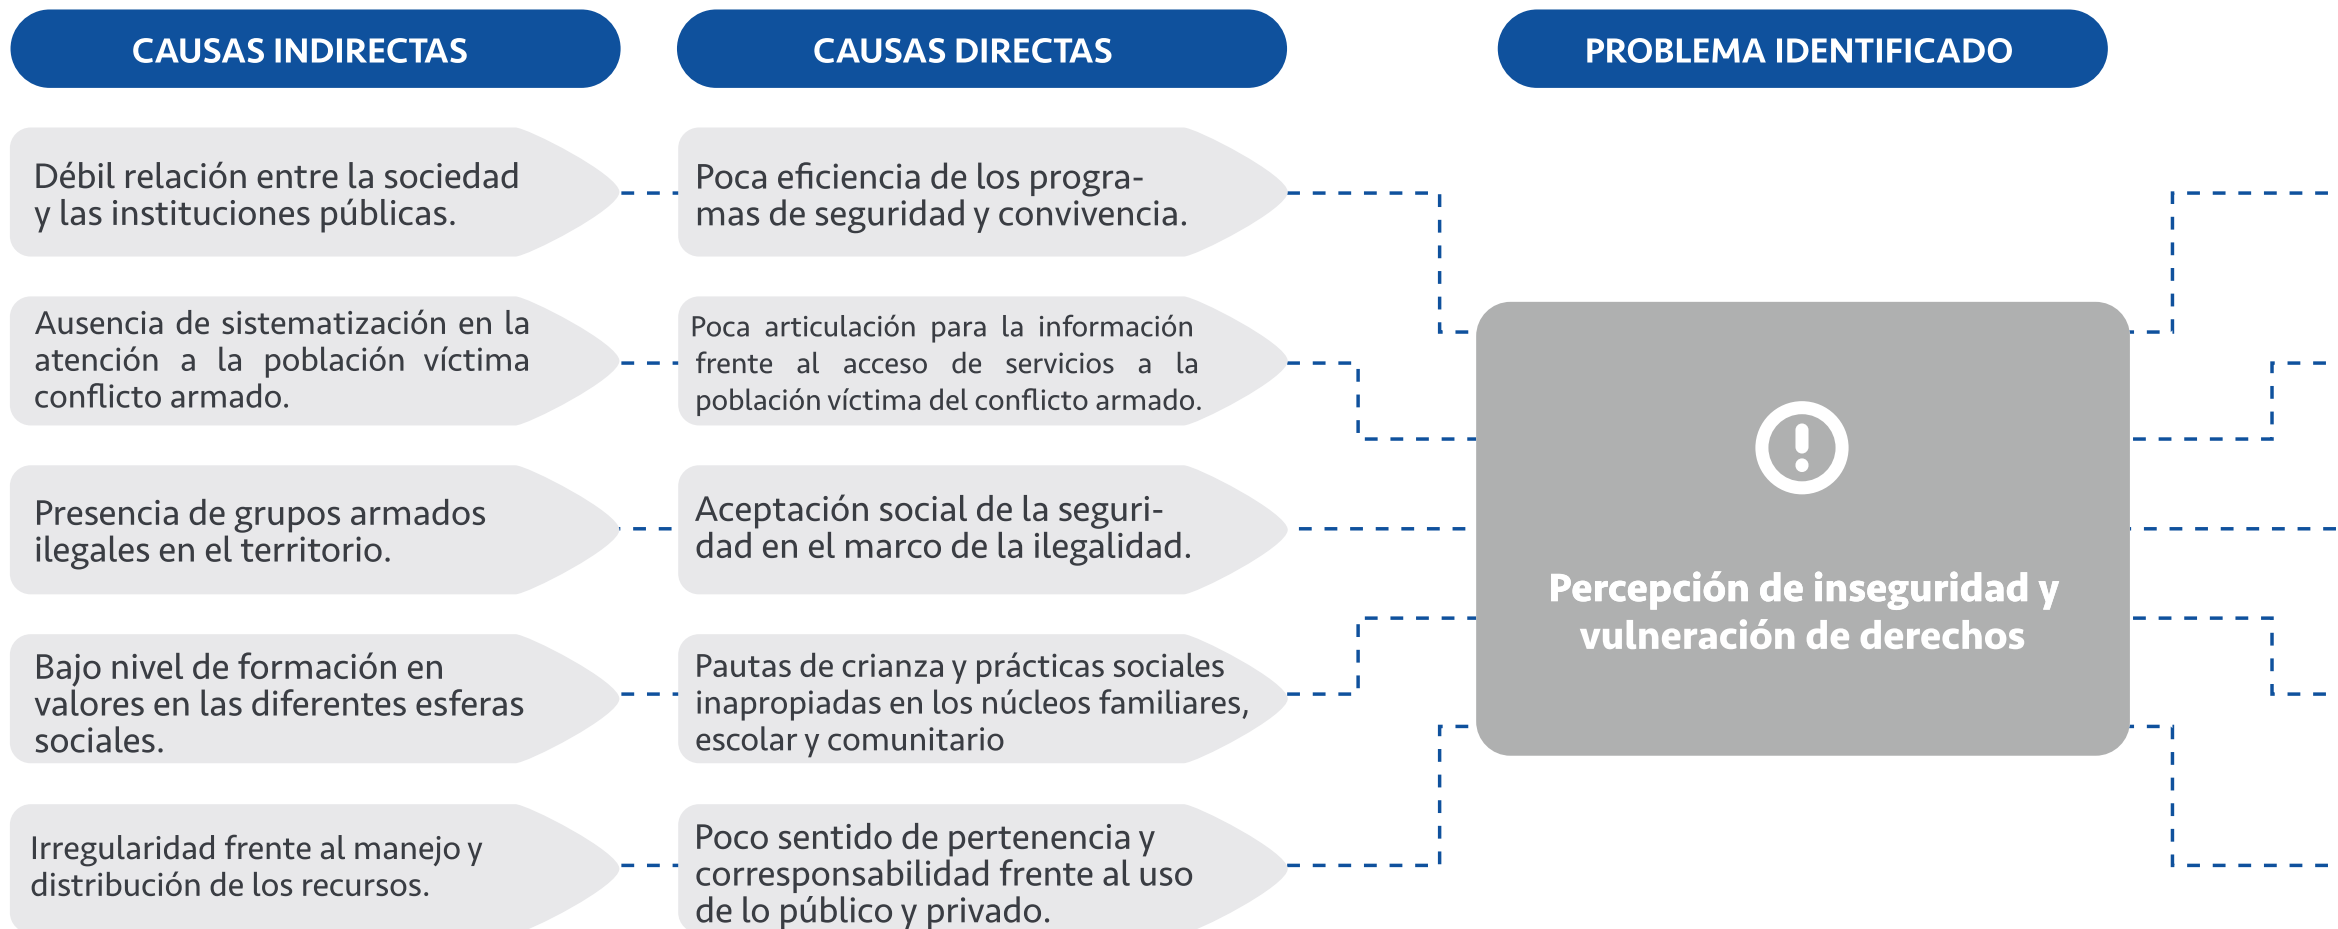 CAUSAS INDIRECTAS
CAUSAS DIRECTAS
PROBLEMA IDENTIFICADO
Débil relación entre la sociedad
y las instituciones públicas.
Poca eficiencia de los progra-
mas de seguridad y convivencia.
Ausencia de sistematización en la
atención a la población víctima
conflicto armado.
Poca articulación para la información
frente al acceso de servicios a la
población víctima del conflicto armado.
Presencia de grupos armados
ilegales en el territorio.
Aceptación social de la seguri-
dad en el marco de la ilegalidad.
Bajo nivel de formación en
valores en las diferentes esferas
sociales.
Pautas de crianza y prácticas sociales
inapropiadas en los núcleos familiares,
escolar y comunitario
Irregularidad frente al manejo y
distribución de los recursos.
Poco sentido de pertenencia y
corresponsabilidad frente al uso
de lo público y privado.
Percepción de inseguridad y
vulneración de derechos